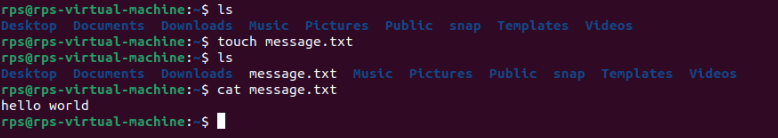 rps@rps-virtual-machine:~$ ls
Desktop  Documents  Downloads  Music  Pictures  Public  snap  Templates  Videos
rps@rps-virtual-machine:~$ touch message.txt
rps@rps-virtual-machine:~$ ls
Desktop  Documents  Downloads  message.txt  Music  Pictures  Public  snap  Templates  Videos
rps@rps-virtual-machine:~$ cat message.txt
hello world
rps@rps-virtual-machine:~$